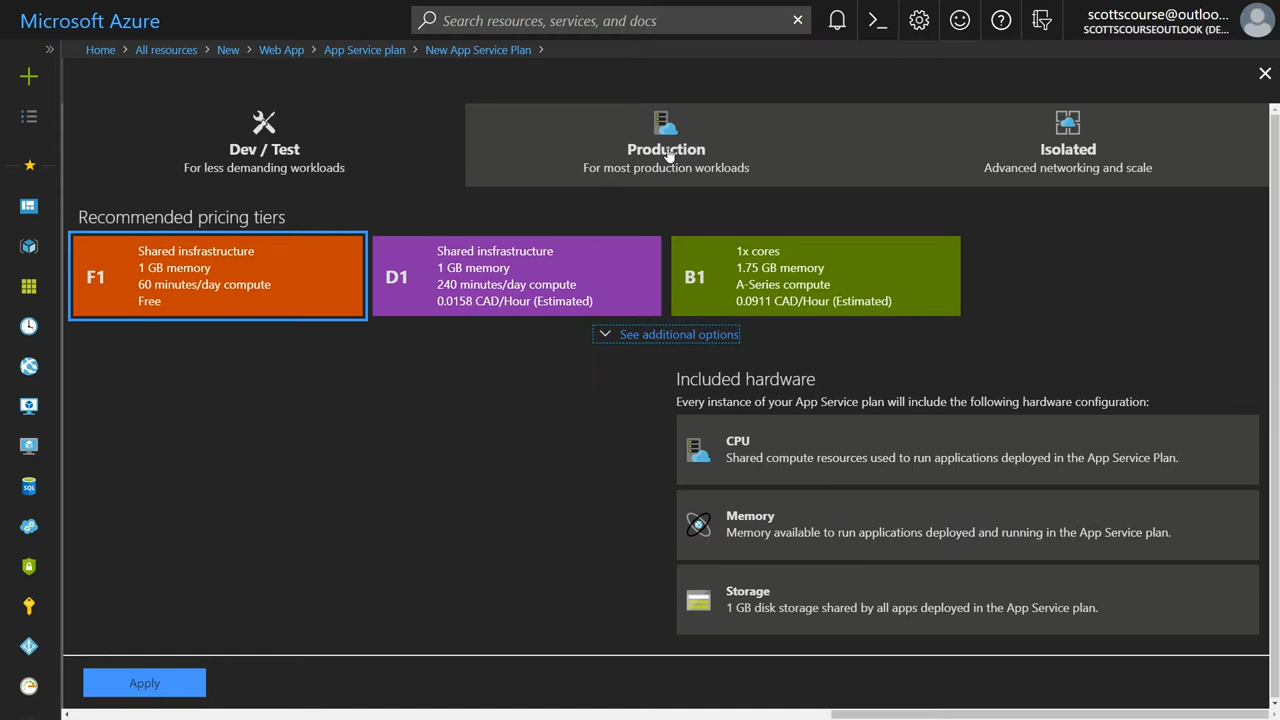 Microsoft Azure
Search resources, services, and docs
scottscourse@outlo...
SCOTTSCOURSEOUTLOOK (DE...
Home > All resources > New > Web App > App Service plan > New App Service Plan >
Dev / Test
For less demanding workloads
Production
For most production workloads
Isolated
Advanced networking and scale
Recommended pricing tiers
F1
Shared insfrastructure
1 GB memory
60 minutes/day compute
Free
D1
Shared insfrastructure
1 GB memory
240 minutes/day compute
0.0158 CAD/Hour (Estimated)
B1
1x cores
1.75 GB memory
A-Series compute
0.0911 CAD/Hour (Estimated)
See additional options
Included hardware
Every instance of your App Service plan will include the following hardware configuration:
CPU
Shared compute resources used to run applications deployed in the App Service Plan.
Memory
Memory available to run applications deployed and running in the App Service plan.
Storage
1 GB disk storage shared by all apps deployed in the App Service plan.
SQL
Apply